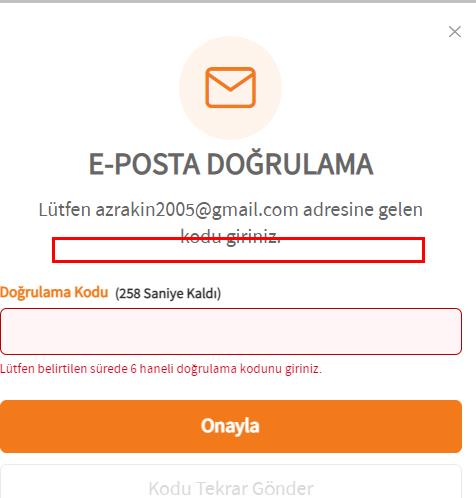 E-POSTA DOĞRULAMA
Lütfen azrakin2005@gmail.com adresine gelen
kodu giriniz.
Doğrulama Kodu (258 Saniye Kaldı)
Lütfen belirtilen sürede 6 haneli doğrulama kodunu giriniz.
Onayla
Kodu Tekrar Gönder